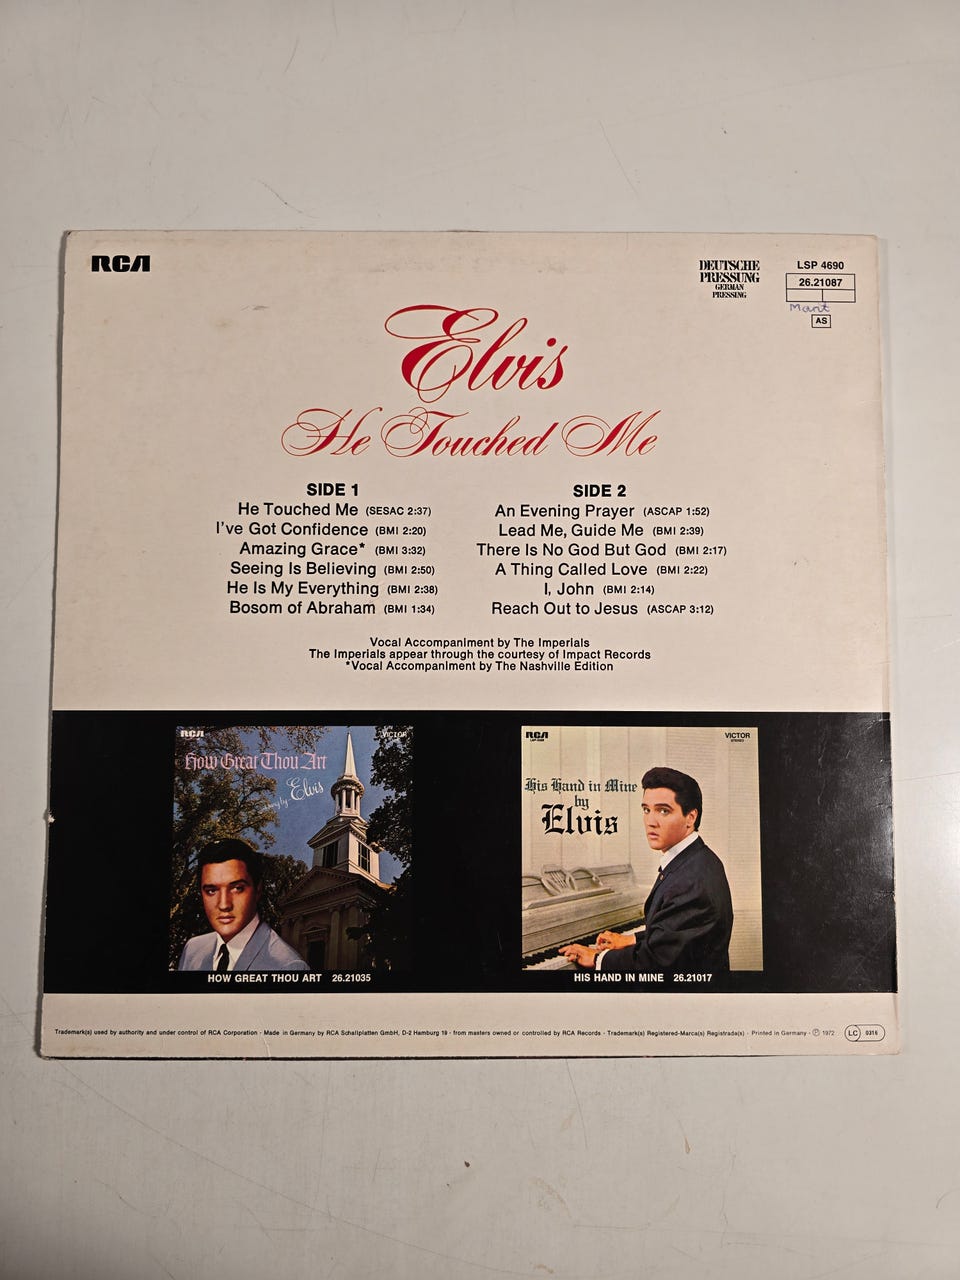 RCA
DEUTSCHE
PRESSUNG
GERMAN
PRESSING
LSP 4690
26.21087
Marit
AS
Elvis
He Touched Me
SIDE 1
He Touched Me (SESAC 2:37)
I've Got Confidence (BMI 2:20)
Amazing Grace* (BMI 3:32)
Seeing Is Believing (BMI 2:50)
He Is My Everything (BMI 2:38)
Bosom of Abraham (BMI 1:34)
SIDE 2
An Evening Prayer (ASCAP 1:52)
Lead Me, Guide Me (BMI 2:39)
There Is No God But God (BMI 2:17)
A Thing Called Love (BMI 2:22)
I, John (BMI 2:14)
Reach Out to Jesus (ASCAP 3:12)
Vocal Accompaniment by The Imperials
The Imperials appear through the courtesy of Impact Records
*Vocal Accompaniment by The Nashville Edition
RCA VICTOR
How Great Thou Art
by Elvis
HOW GREAT THOU ART 26.21035
RCA VICTOR
STEREO
His Hand in Mine
by
Elvis
HIS HAND IN MINE 26.21017
Trademark(s) used by authority and under control of RCA Corporation · Made in Germany by RCA Schallplatten GmbH, D-2 Hamburg 19 · from masters owned or controlled by RCA Records · Trademark(s) Registered-Marca(s) Registrada(s) · Printed in Germany · ℗ 1972
LC 0316